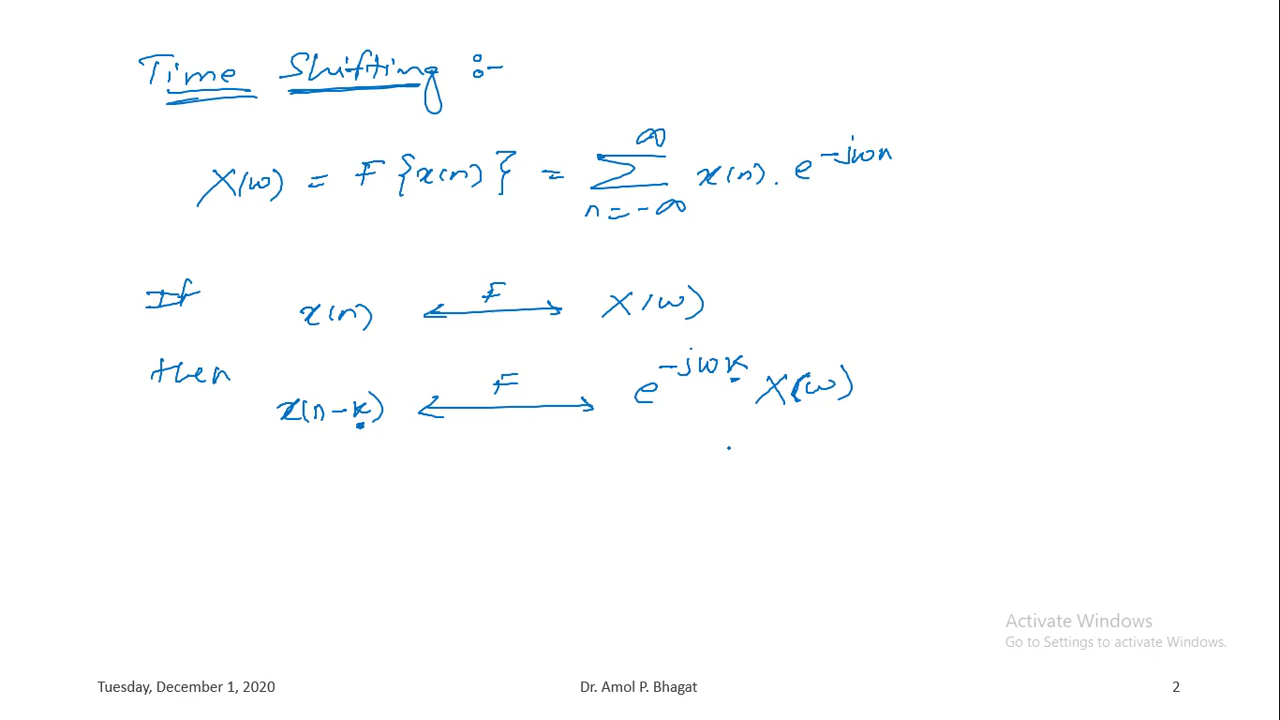 Time Shifting :-
X(ω) = F {x(n)} = ∞ ∑ n=-∞ x(n) . e^-jωn
If
x(n) ⟷ F X(ω)
then
x(n-k) ⟷ F e^-jωk X(ω)
Activate Windows
Go to Settings to activate Windows.
Tuesday, December 1, 2020 Dr. Amol P. Bhagat 2